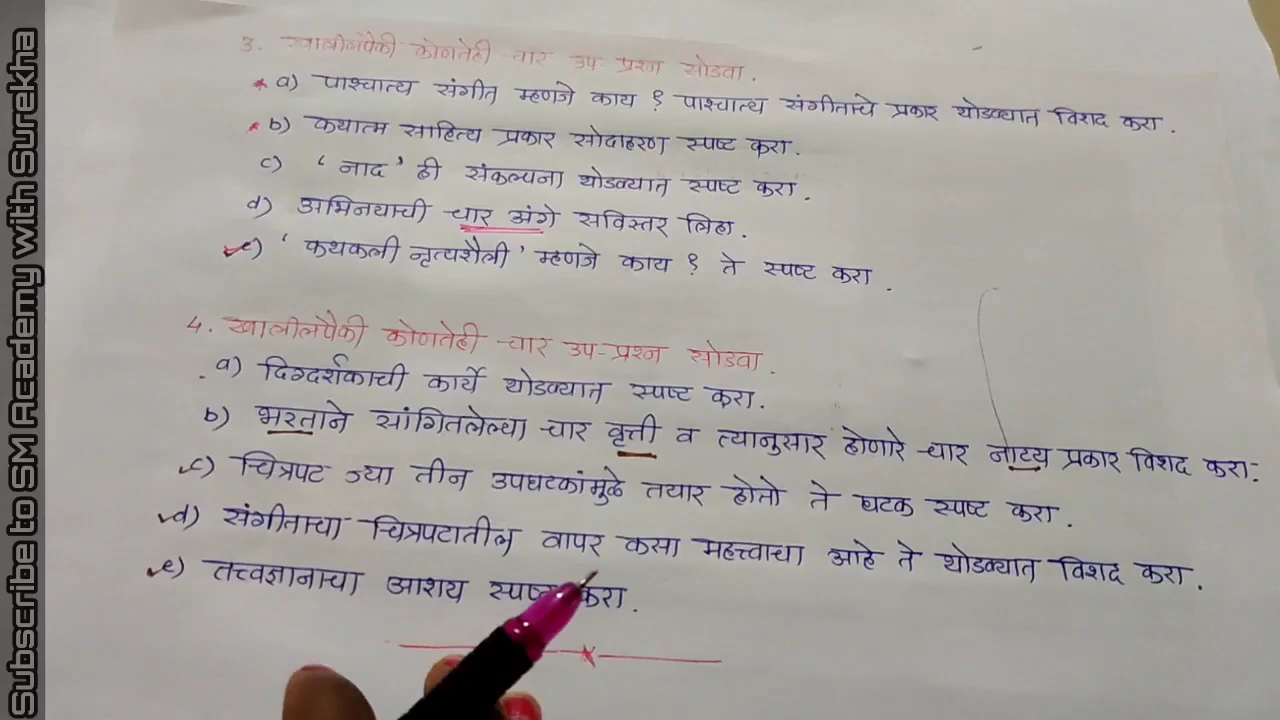 Subscribe to SM Academy with Surekha
3. खालीलपैकी कोणतेही चार उप-प्रश्न सोडवा.
* a) पाश्चात्य संगीत म्हणजे काय ? पाश्चात्य संगीताचे प्रकार थोडक्यात विशद करा.
* b) कथात्म साहित्य प्रकार सोदाहरण स्पष्ट करा.
c) 'नाद' ही संकल्पना थोडक्यात स्पष्ट करा.
d) अभिनयाची चार अंगे सविस्तर लिहा.
e) 'कथकली नृत्यशैली' म्हणजे काय ? ते स्पष्ट करा.
4. खालीलपैकी कोणतेही चार उप-प्रश्न सोडवा.
a) दिग्दर्शकाची कार्ये थोडक्यात स्पष्ट करा.
b) भरताने सांगितलेल्या चार वृत्ती व त्यानुसार होणारे चार नाट्य प्रकार विशद करा.
c) चित्रपट ज्या तीन उपघटकांमुळे तयार होतो ते घटक स्पष्ट करा.
d) संगीताचा चित्रपटातील वापर कसा महत्त्वाचा आहे ते थोडक्यात विशद करा.
e) तत्त्वज्ञानाचा आशय स्पष्ट करा.